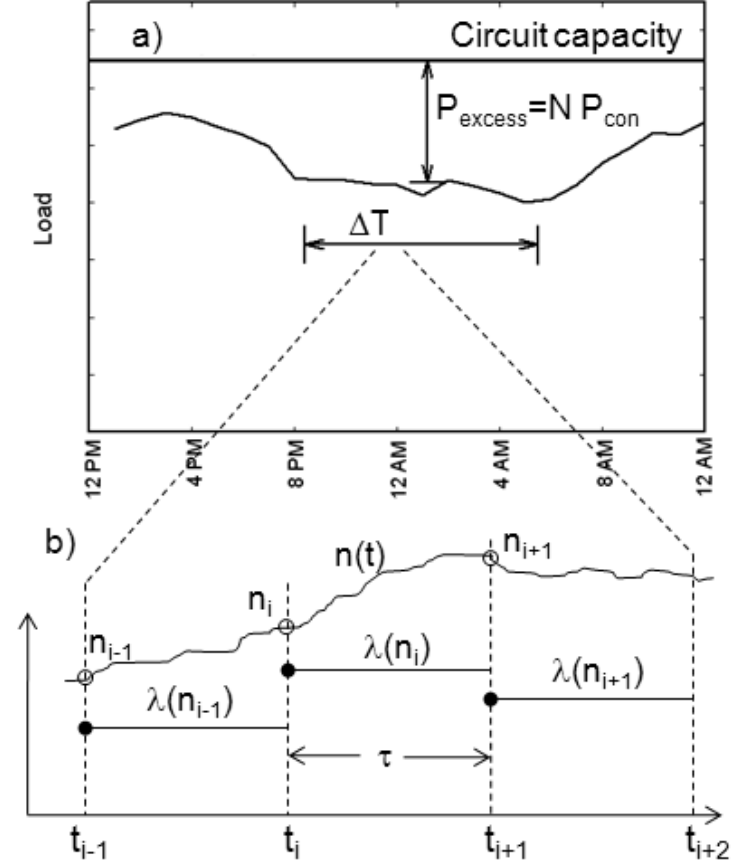 a) Circuit capacity
P_excess=N P_con
Load
ΔT
12 PM 4 PM 8 PM 12 AM 4 AM 8 AM 12 AM
b)
n_{i-1} n_i n(t) n_{i+1}
λ(n_{i-1}) λ(n_i) λ(n_{i+1})
τ
t_{i-1} t_i t_{i+1} t_{i+2}